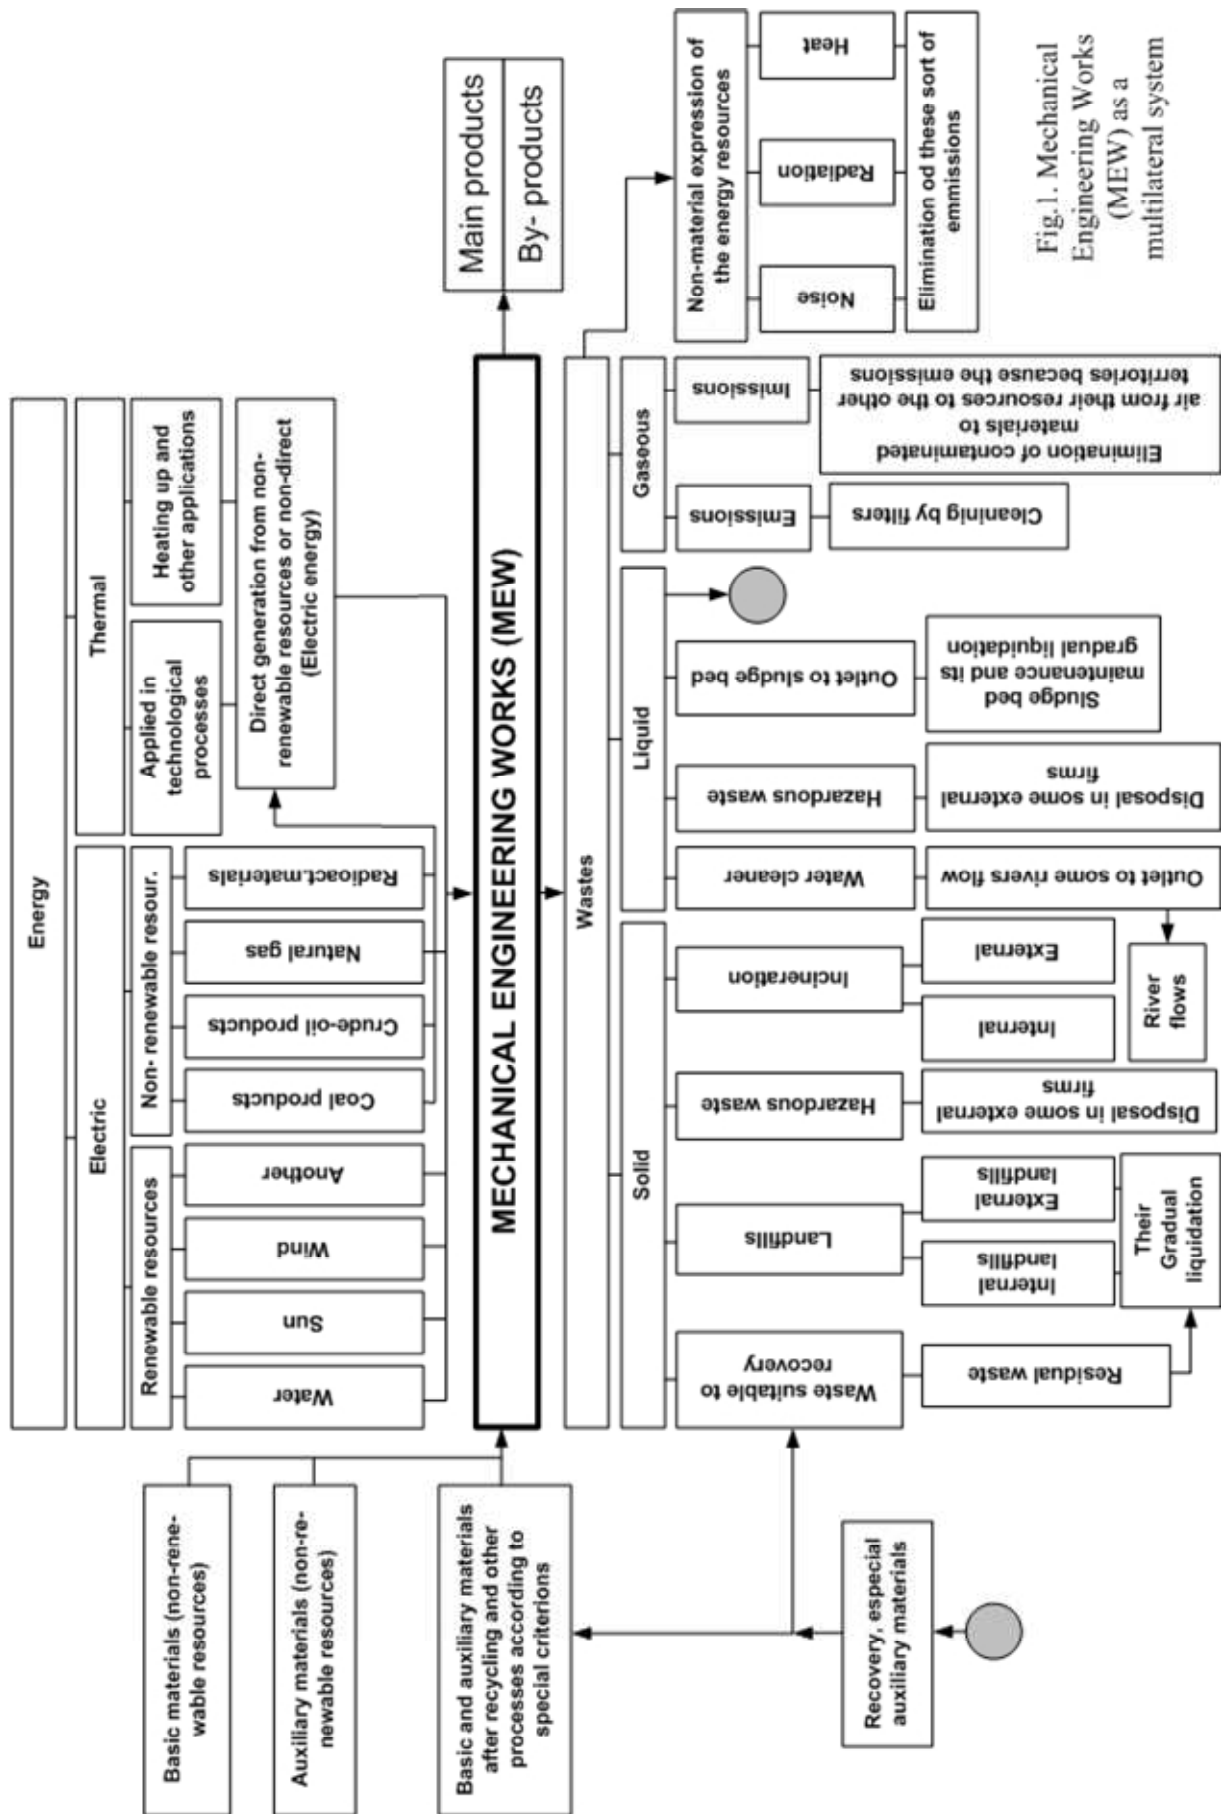 Energy
Electric
Thermal
Renewable resources
Non- renewable resour.
Applied in
technological
processes
Heating up and
other applications
Water
Sun
Wind
Another
Coal products
Crude-oil products
Natural gas
Radioact.materials
Direct generation from non-
renewable resources or non-direct
(Electric energy)
Basic materials (non-rene-
wable resources)
Auxiliary materials (non-re-
newable resources)
Basic and auxiliary materials
after recycling and other
processes according to
special criterions
MECHANICAL ENGINEERING WORKS (MEW)
Main products
By- products
Wastes
Solid
Liquid
Gaseous
Non-material expression of
the energy resources
Waste suitable to
recovery
Landfills
Hazardous waste
Incineration
Water cleaner
Hazardous waste
Outlet to sludge bed
Emissions
Imissions
Noise
Radiation
Heat
Residual waste
Internal
landfills
External
landfills
Disposal in some external
firms
Internal
External
Outlet to some rivers flow
Disposal in some external
firms
Sludge bed
maintenance and its
gradual liquidation
Cleaninig by filters
Elimination of contaminated
materials to
air from their resources to the other
territories because the emissions
Elimination od these sort of
emmissions
Their
Gradual
liquidation
River
flows
Recovery, especial
auxiliary materials
Fig.1. Mechanical
Engineering Works
(MEW) as a
multilateral system